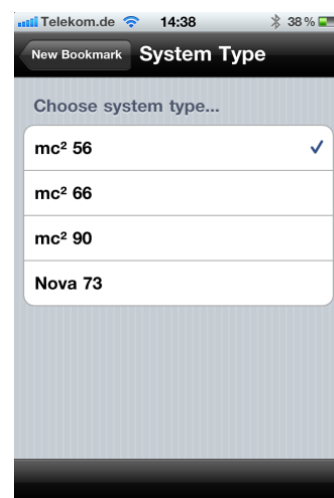 Telekom.de 14:38 38 %
New Bookmark System Type
Choose system type...
mc² 56
mc² 66
mc² 90
Nova 73